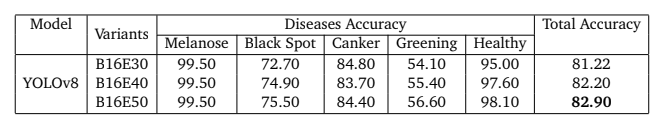 Model Variants Diseases Accuracy Total Accuracy
Melanose Black Spot Canker Greening Healthy
YOLOv8 B16E30 99.50 72.70 84.80 54.10 95.00 81.22
B16E40 99.50 74.90 83.70 55.40 97.60 82.20
B16E50 99.50 75.50 84.40 56.60 98.10 82.90